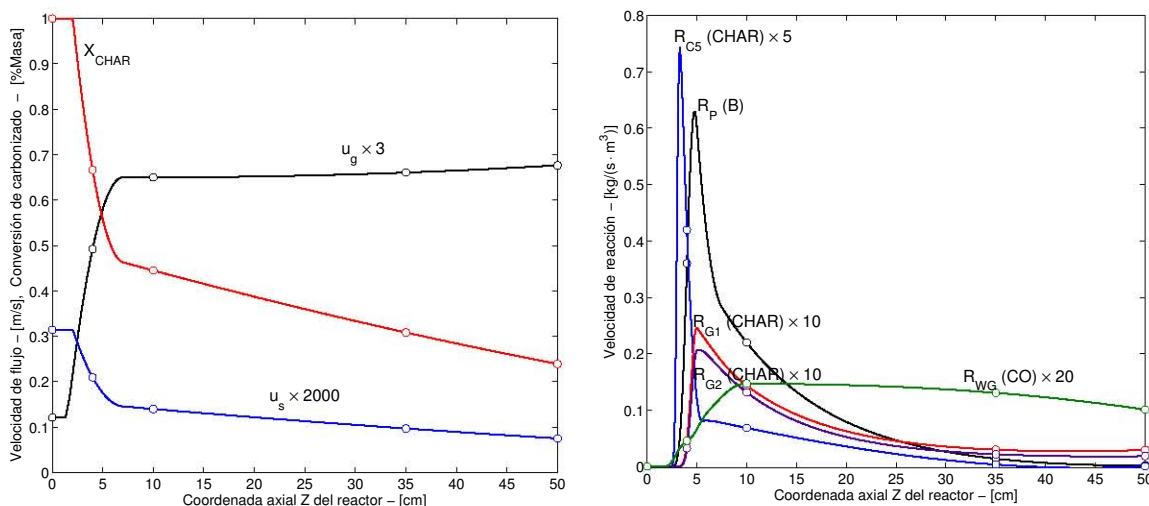 Velocidad de flujo − [m/s], Conversión de carbonizado − [%Masa]
1
0.9
0.8
0.7
0.6
0.5
0.4
0.3
0.2
0.1
0
X_CHAR
u_g × 3
u_s × 2000
0 5 10 15 20 25 30 35 40 45 50
Coordenada axial Z del reactor − [cm]
Velocidad de reacción − [kg/(s · m³)]
0.8
0.7
0.6
0.5
0.4
0.3
0.2
0.1
0
R_C5 (CHAR) × 5
R_P (B)
R_G1 (CHAR) × 10
R_G2 (CHAR) × 10
R_WG (CO) × 20
0 5 10 15 20 25 30 35 40 45 50
Coordenada axial Z del reactor − [cm]